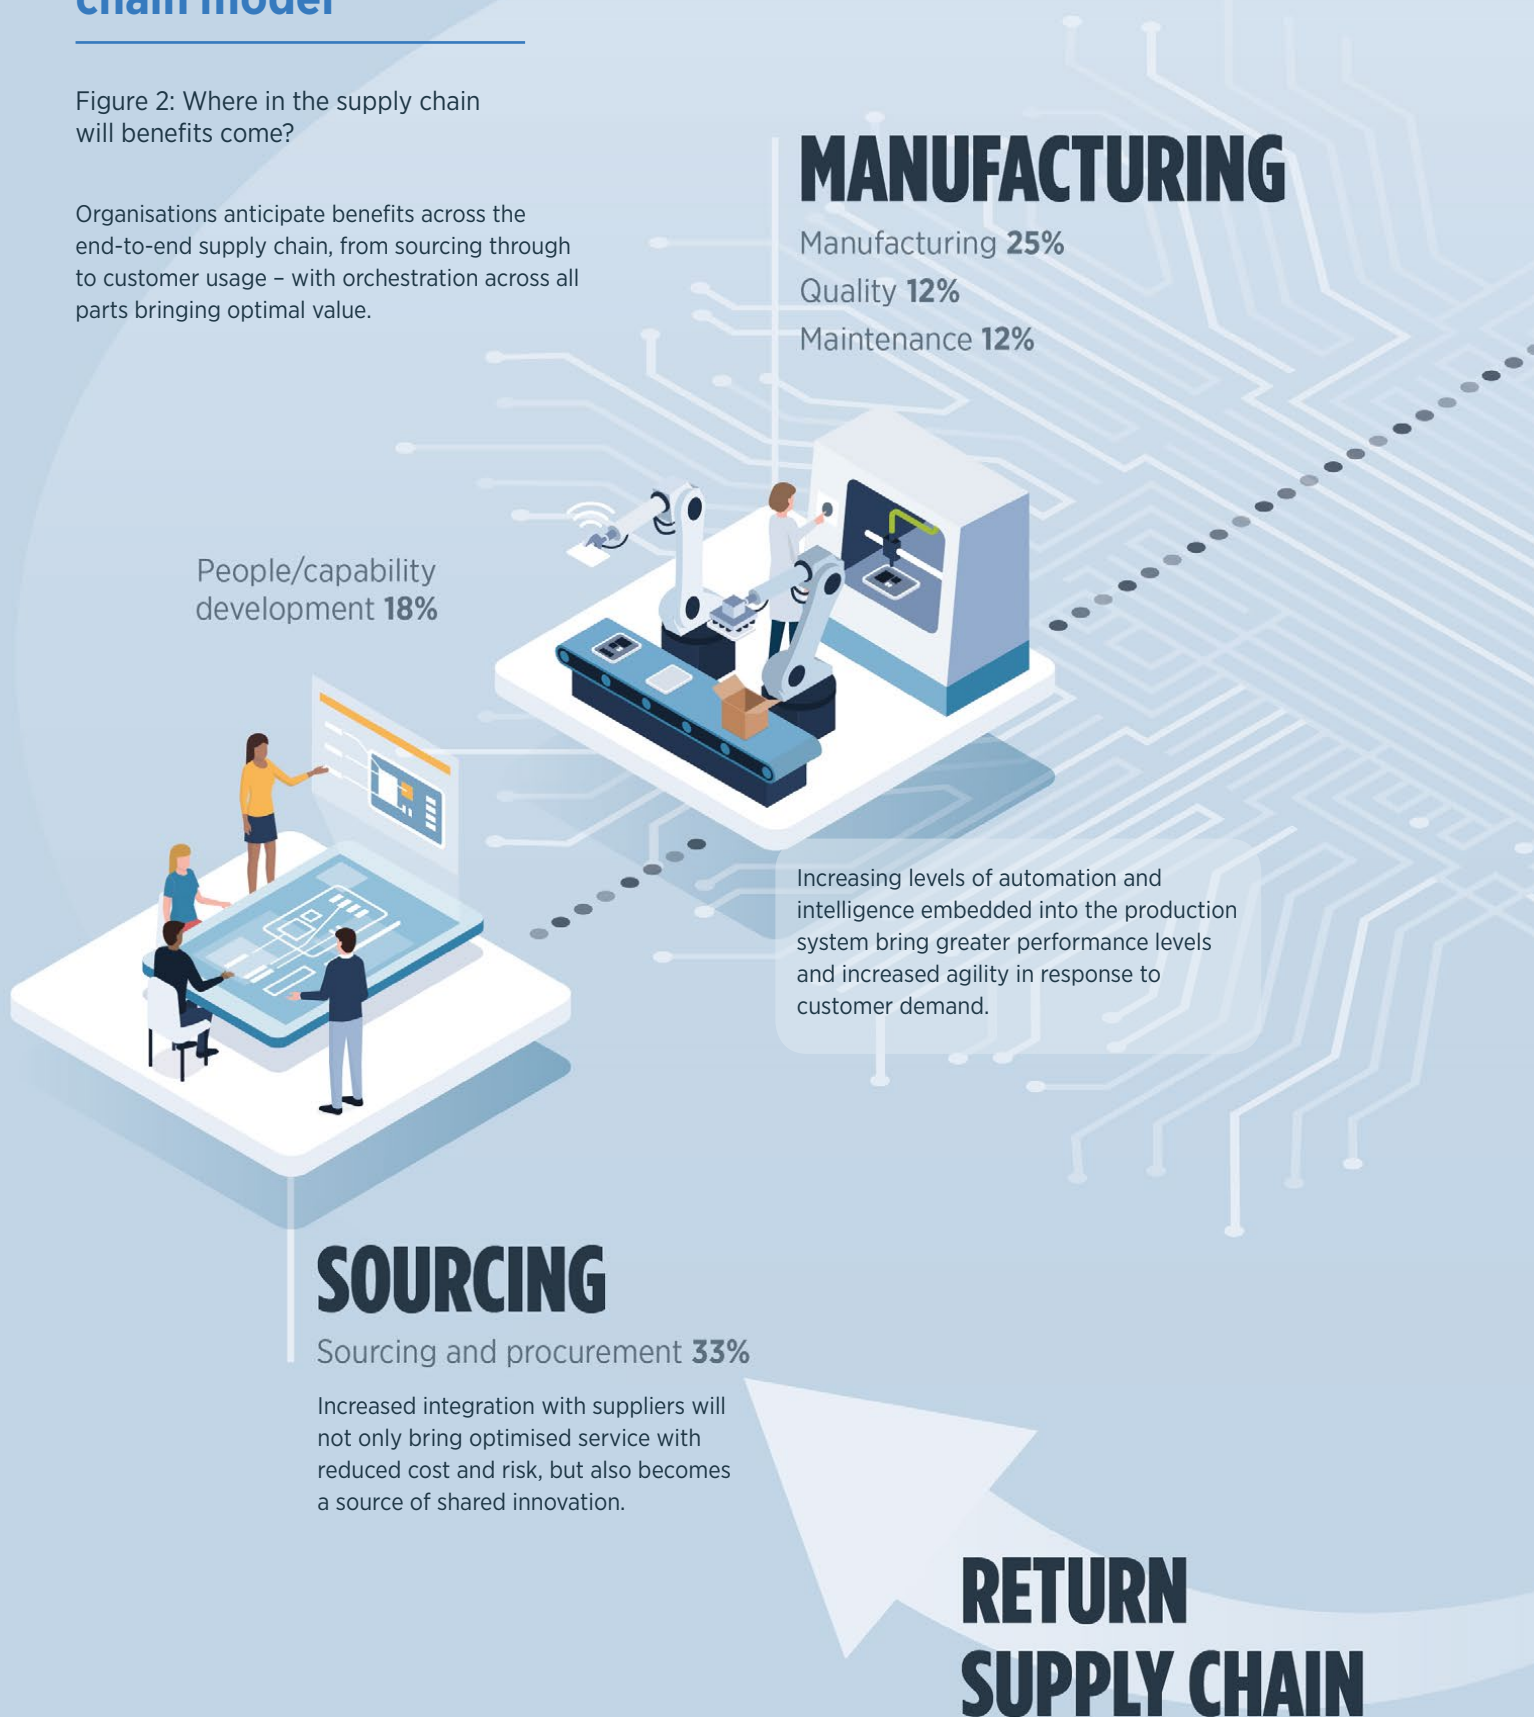 chain model
Figure 2: Where in the supply chain
will benefits come?
Organisations anticipate benefits across the
end-to-end supply chain, from sourcing through
to customer usage – with orchestration across all
parts bringing optimal value.
MANUFACTURING
Manufacturing 25%
Quality 12%
Maintenance 12%
People/capability
development 18%
Increasing levels of automation and
intelligence embedded into the production
system bring greater performance levels
and increased agility in response to
customer demand.
SOURCING
Sourcing and procurement 33%
Increased integration with suppliers will
not only bring optimised service with
reduced cost and risk, but also becomes
a source of shared innovation.
RETURN
SUPPLY CHAIN